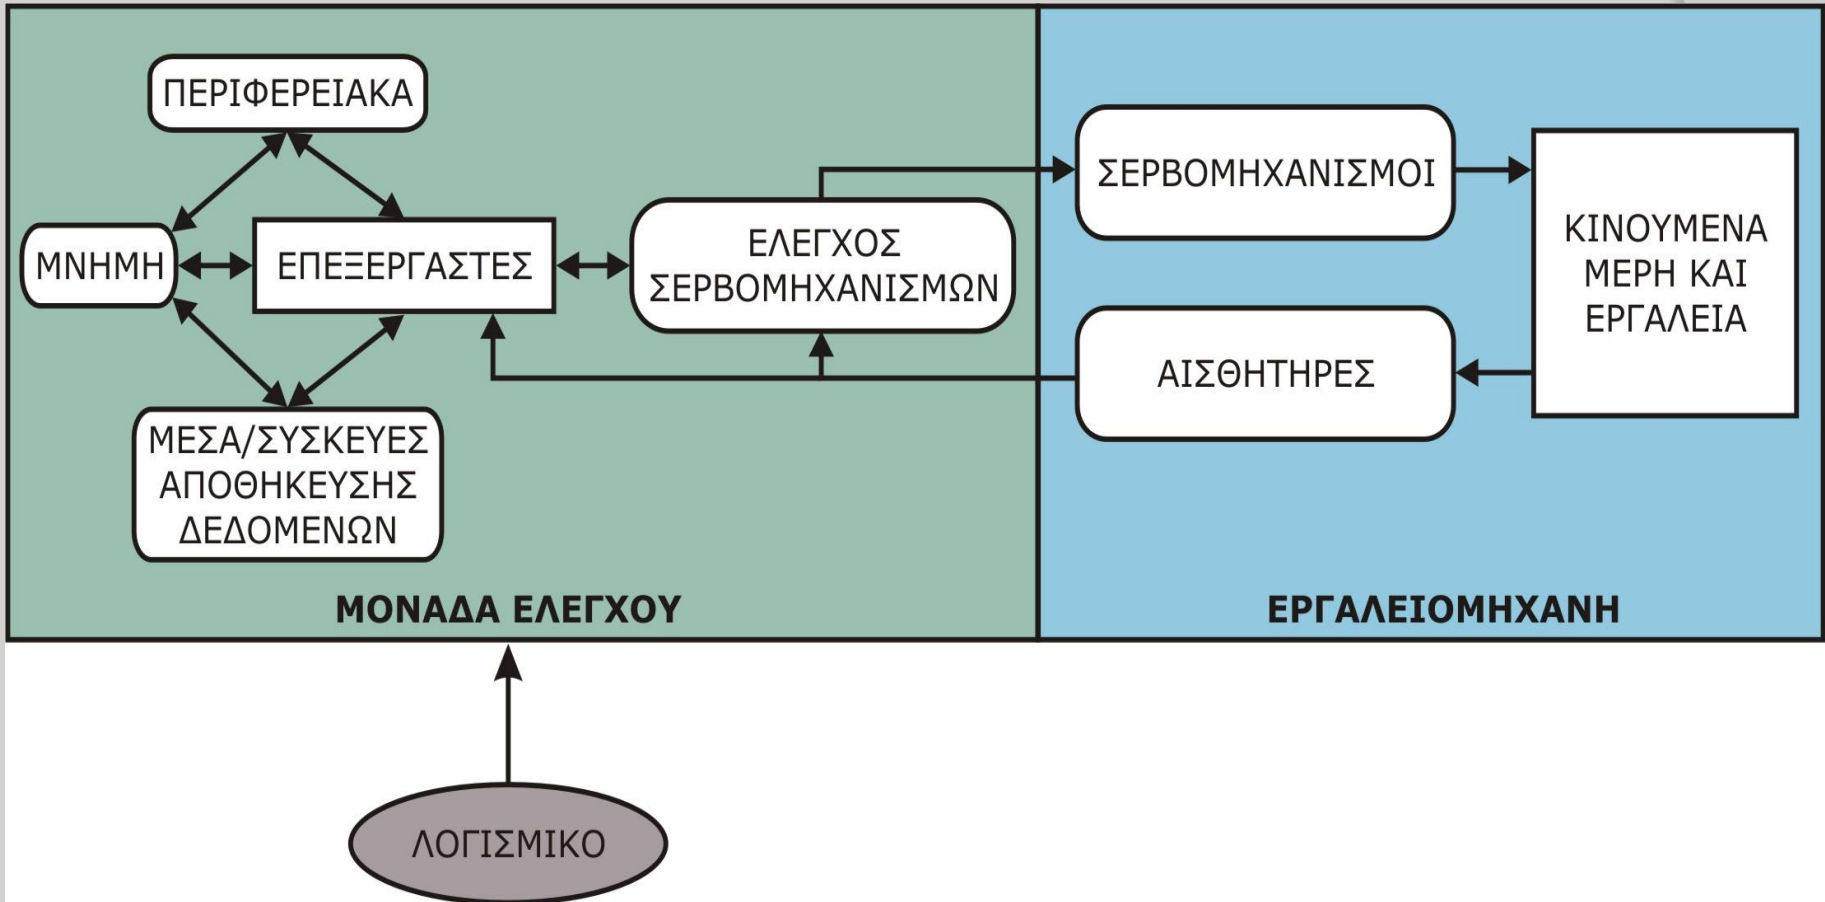 ΠΕΡΙΦΕΡΕΙΑΚΑ
ΜΝΗΜΗ
ΕΠΕΞΕΡΓΑΣΤΕΣ
ΕΛΕΓΧΟΣ
ΣΕΡΒΟΜΗΧΑΝΙΣΜΩΝ
ΜΕΣΑ/ΣΥΣΚΕΥΕΣ
ΑΠΟΘΗΚΕΥΣΗΣ
ΔΕΔΟΜΕΝΩΝ
ΜΟΝΑΔΑ ΕΛΕΓΧΟΥ
ΣΕΡΒΟΜΗΧΑΝΙΣΜΟΙ
ΚΙΝΟΥΜΕΝΑ
ΜΕΡΗ ΚΑΙ
ΕΡΓΑΛΕΙΑ
ΑΙΣΘΗΤΗΡΕΣ
ΕΡΓΑΛΕΙΟΜΗΧΑΝΗ
ΛΟΓΙΣΜΙΚΟ